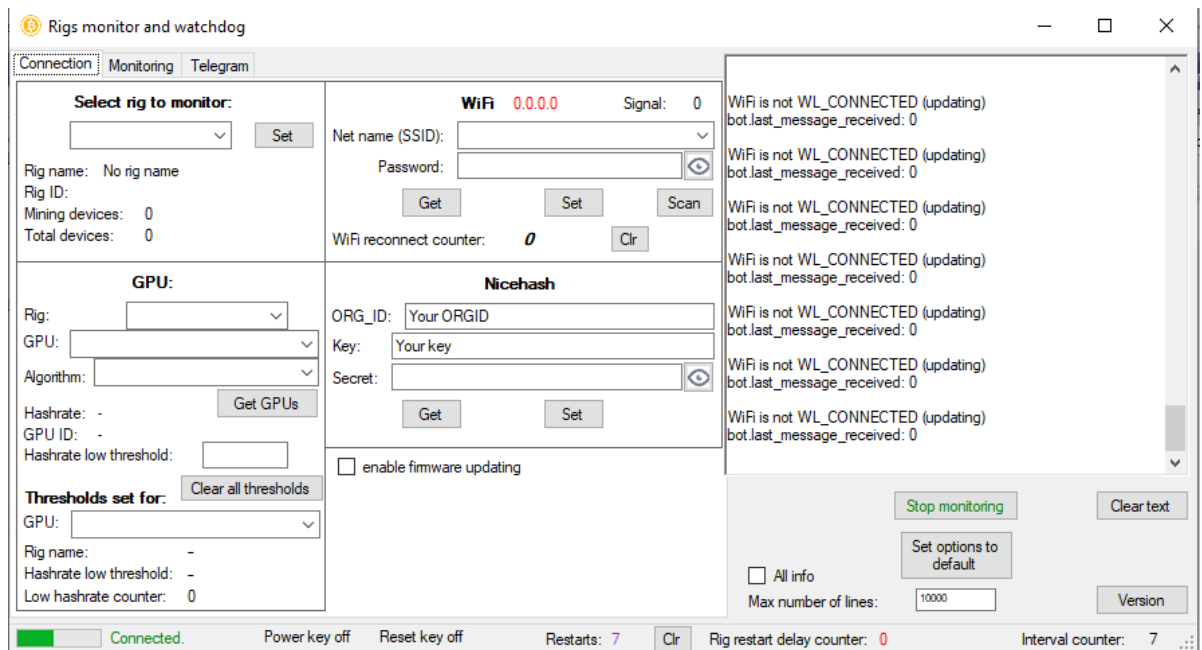 Rigs monitor and watchdog
Connection Monitoring Telegram
Select rig to monitor:
Set
Rig name: No rig name
Rig ID:
Mining devices: 0
Total devices: 0
WiFi 0.0.0.0 Signal: 0
Net name (SSID):
Password:
Get Set Scan
WiFi reconnect counter: 0 Clr
GPU:
Rig:
GPU:
Algorithm:
Get GPUs
Hashrate: -
GPU ID: -
Hashrate low threshold:
Clear all thresholds
Thresholds set for:
GPU:
Rig name: -
Hashrate low threshold: -
Low hashrate counter: 0
Nicehash
ORG_ID: Your ORGID
Key: Your key
Secret:
Get Set
enable firmware updating
WiFi is not WL_CONNECTED (updating)
bot.last_message_received: 0
WiFi is not WL_CONNECTED (updating)
bot.last_message_received: 0
WiFi is not WL_CONNECTED (updating)
bot.last_message_received: 0
WiFi is not WL_CONNECTED (updating)
bot.last_message_received: 0
WiFi is not WL_CONNECTED (updating)
bot.last_message_received: 0
WiFi is not WL_CONNECTED (updating)
bot.last_message_received: 0
WiFi is not WL_CONNECTED (updating)
bot.last_message_received: 0
Stop monitoring Clear text
Set options to
default
All info
Max number of lines: 10000 Version
Connected. Power key off Reset key off Restarts: 7 Clr Rig restart delay counter: 0 Interval counter: 7